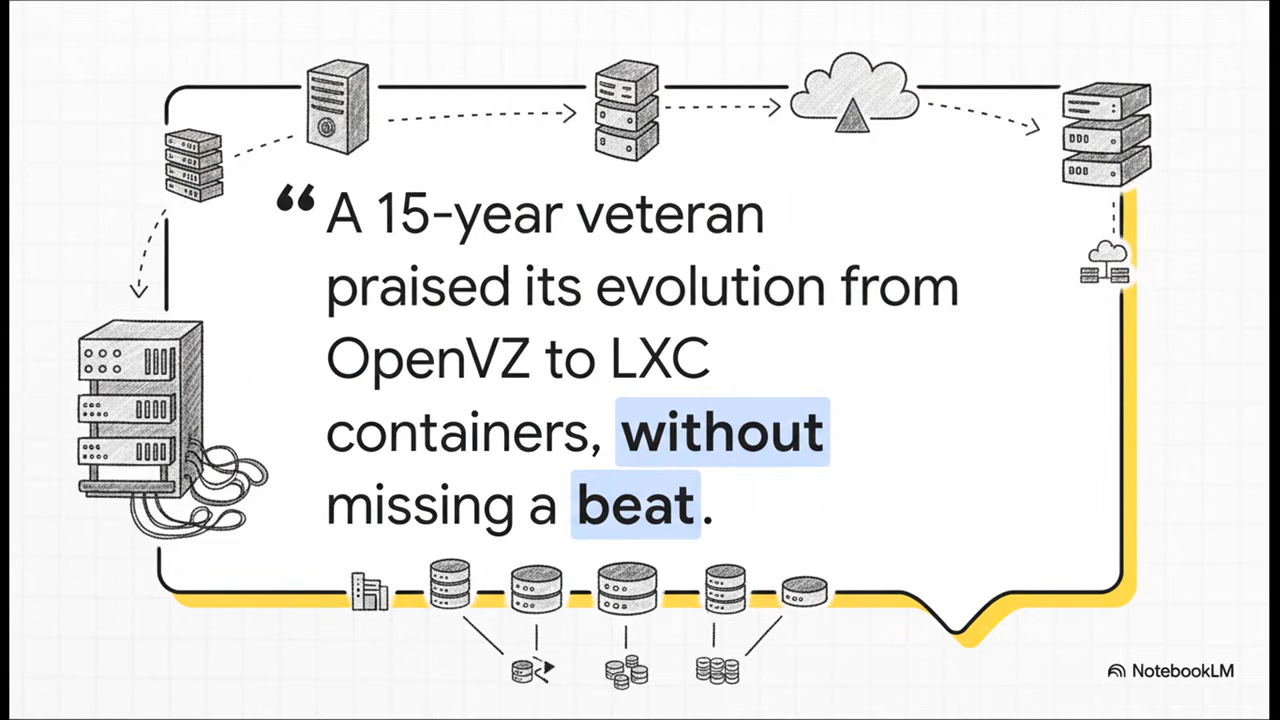 “A 15-year veteran
praised its evolution from
OpenVZ to LXC
containers, without
missing a beat.
NotebookLM